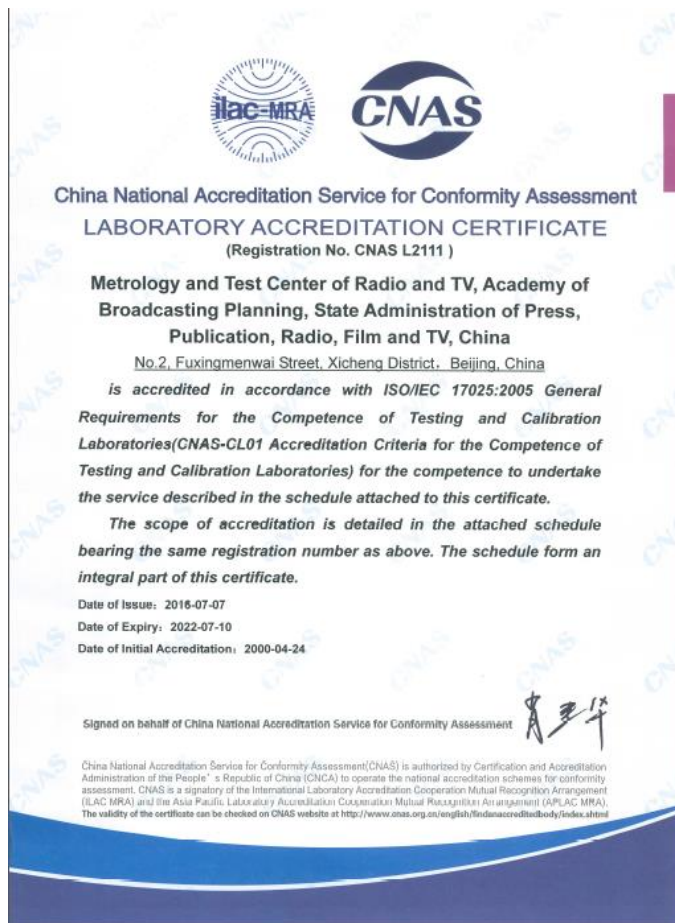 ilac-MRA
CNAS
China National Accreditation Service for Conformity Assessment
LABORATORY ACCREDITATION CERTIFICATE
(Registration No. CNAS L2111 )
Metrology and Test Center of Radio and TV, Academy of
Broadcasting Planning, State Administration of Press,
Publication, Radio, Film and TV, China
No.2, Fuxingmenwai Street, Xicheng District, Beijing, China
is accredited in accordance with ISO/IEC 17025:2005 General
Requirements for the Competence of Testing and Calibration
Laboratories(CNAS-CL01 Accreditation Criteria for the Competence of
Testing and Calibration Laboratories) for the competence to undertake
the service described in the schedule attached to this certificate.
The scope of accreditation is detailed in the attached schedule
bearing the same registration number as above. The schedule form an
integral part of this certificate.
Date of Issue: 2016-07-07
Date of Expiry: 2022-07-10
Date of Initial Accreditation: 2000-04-24
Signed on behalf of China National Accreditation Service for Conformity Assessment
China National Accreditation Service for Conformity Assessment(CNAS) is authorized by Certification and Accreditation
Administration of the People's Republic of China (CNCA) to operate the national accreditation schemes for conformity
assessment. CNAS is a signatory of the International Laboratory Accreditation Cooperation Mutual Recognition Arrangement
(ILAC MRA) and the Asia Pacific Laboratory Accreditation Cooperation Mutual Recognition Arrangement (APLAC MRA).
The validity of the certificate can be checked on CNAS website at http://www.cnas.org.cn/english/findanaccreditedbody/index.shtml